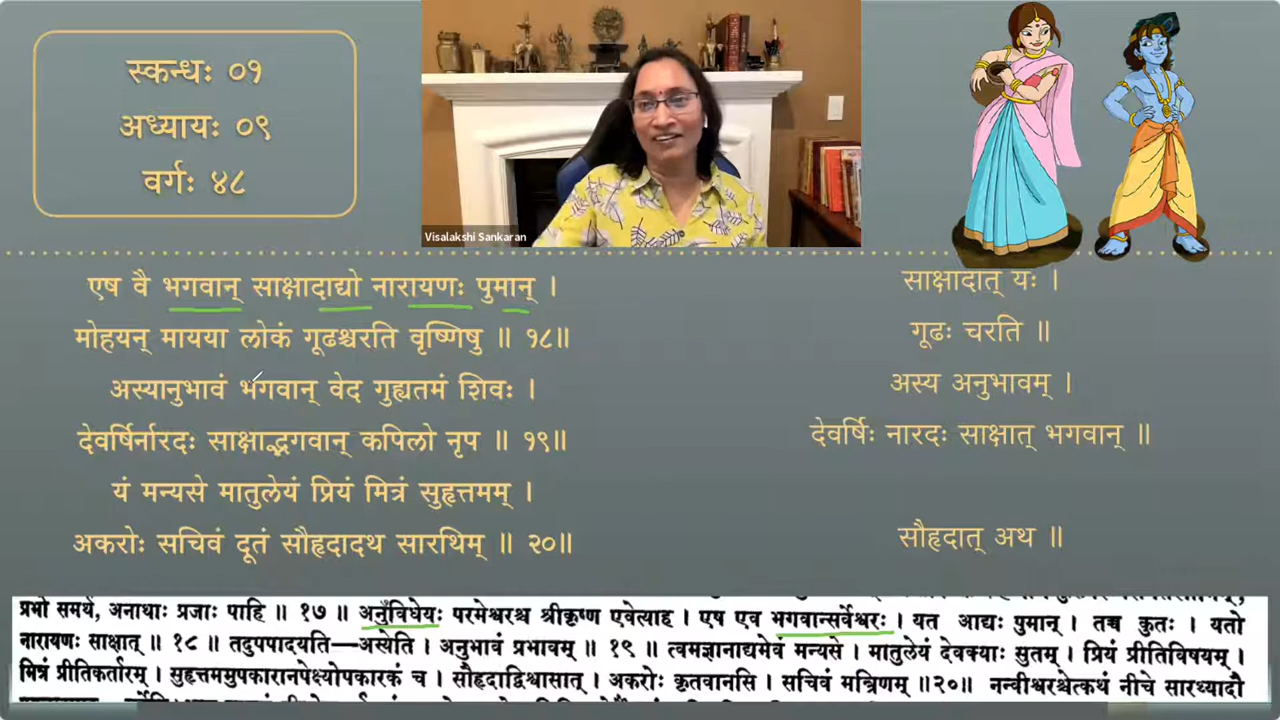 स्कन्धः ०१
अध्यायः ०९
वर्गः ४८
Visalakshi Sankaran
एष वै भगवान् साक्षादाद्यो नारायणः पुमान् ।
मोहयन् मायया लोकं गूढश्चरति वृष्णिषु ॥ १८॥
अस्यानुभावं भगवान् वेद गुह्यतमं शिवः ।
देवर्षिर्नारदः साक्षाद्भगवान् कपिलो नृप ॥ १९॥
यं मन्यसे मातुलेयं प्रियं मित्रं सुहृत्तमम् ।
अकरोः सचिवं दूतं सौहृदादथ सारथिम् ॥ २०॥
साक्षादात् यः ।
गूढः चरति ॥
अस्य अनुभावम् ।
देवर्षिः नारदः साक्षात् भगवान् ॥
सौहृदात् अथ ॥
प्रभो समर्थ, अनाथाः प्रजाः पाहि ॥ १७ ॥ अनुविधेयः परमेश्वरश्च श्रीकृष्ण एवेत्याह । एष एव भगवान्सर्वेश्वरः । यत आद्यः पुमान् । तच्च कुतः । यतो
नारायणः साक्षात् ॥ १८ ॥ तदुपपादयति—अस्येति । अनुभावं प्रभावम् ॥ १९ ॥ त्वमज्ञानाद्यमेवं मन्यसे । मातुलेयं देवक्याः सुतम् । प्रियं प्रीतिविषयम् ।
मित्रं प्रीतिकर्तारम् । सुहृत्तममुपकारानपेक्ष्योपकारकं च । सौहृदाद्विश्वासात् । अकरोः कृतवानसि । सचिवं मन्त्रिणम् ॥२०॥ नन्वीश्वरश्चेत्कथं नीचे सारथ्यादौ